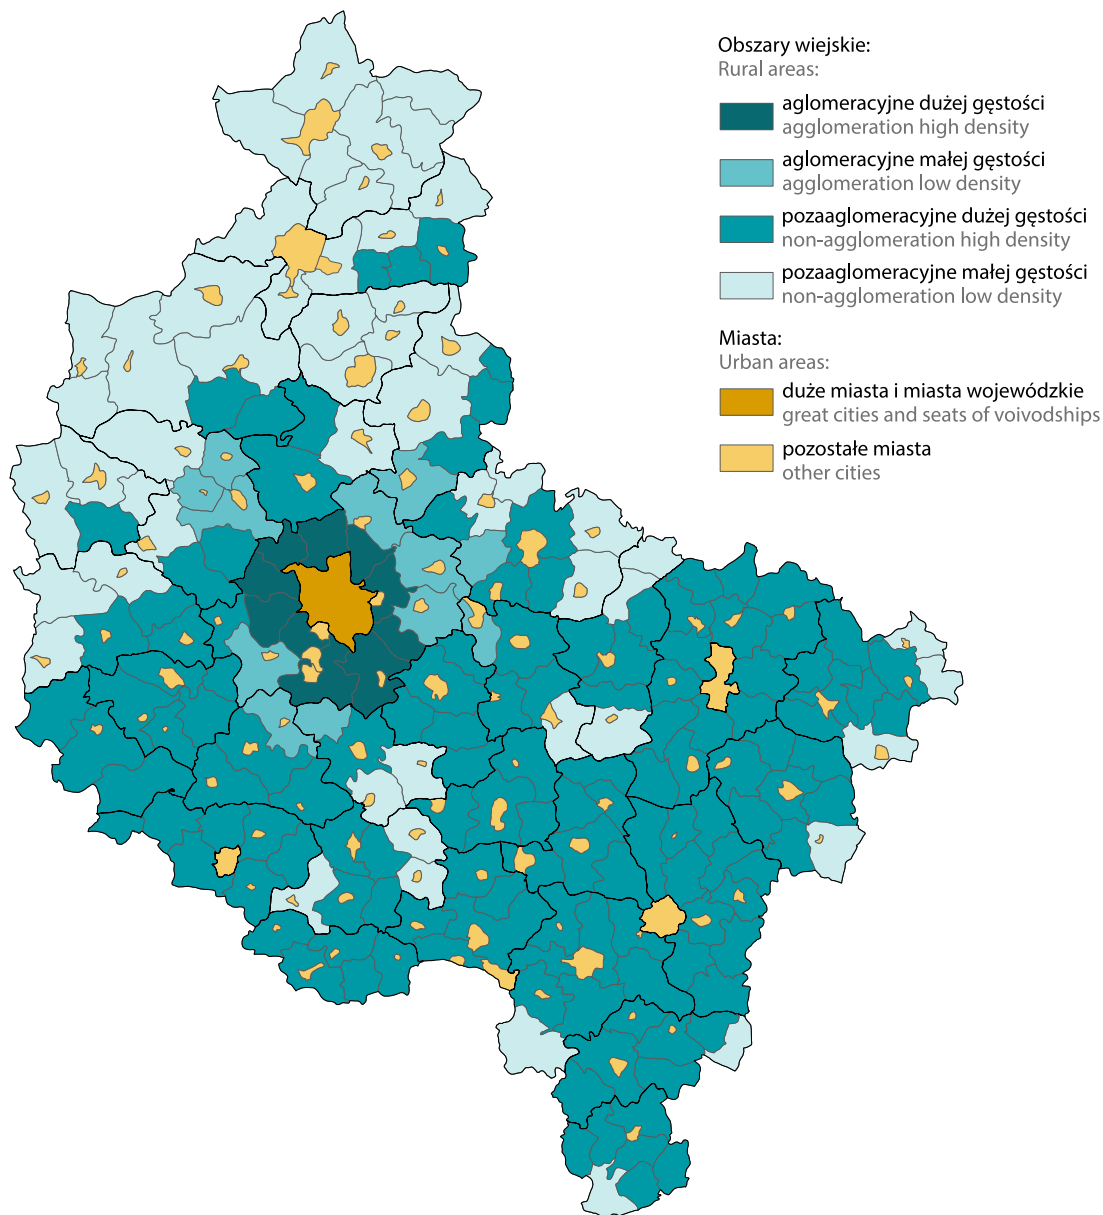 Obszary wiejskie:
Rural areas:
aglomeracyjne dużej gęstości
agglomeration high density
aglomeracyjne małej gęstości
agglomeration low density
pozaaglomeracyjne dużej gęstości
non-agglomeration high density
pozaaglomeracyjne małej gęstości
non-agglomeration low density
Miasta:
Urban areas:
duże miasta i miasta wojewódzkie
great cities and seats of voivodships
pozostałe miasta
other cities